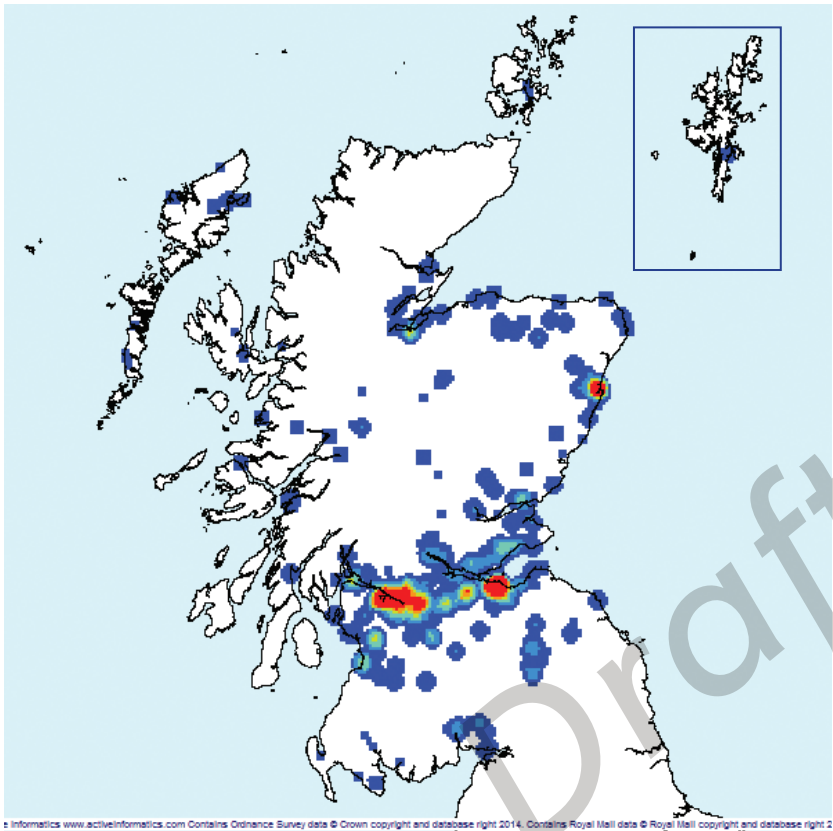 Draft
e Informatics www.activeinformatics.com Contains Ordnance Survey data © Crown copyright and database right 2014, Contains Royal Mail data © Royal Mail copyright and database right 2